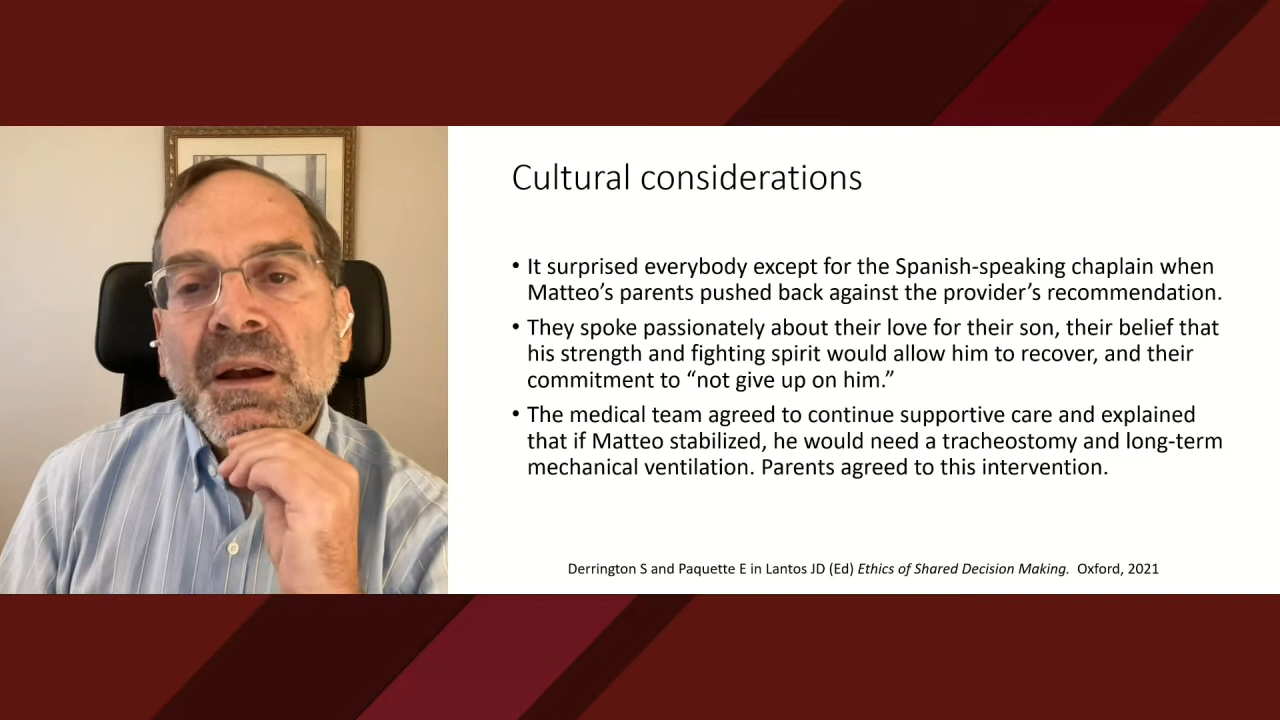 Cultural considerations
• It surprised everybody except for the Spanish-speaking chaplain when
Matteo’s parents pushed back against the provider’s recommendation.
• They spoke passionately about their love for their son, their belief that
his strength and fighting spirit would allow him to recover, and their
commitment to “not give up on him.”
• The medical team agreed to continue supportive care and explained
that if Matteo stabilized, he would need a tracheostomy and long-term
mechanical ventilation. Parents agreed to this intervention.
Derrington S and Paquette E in Lantos JD (Ed) Ethics of Shared Decision Making. Oxford, 2021